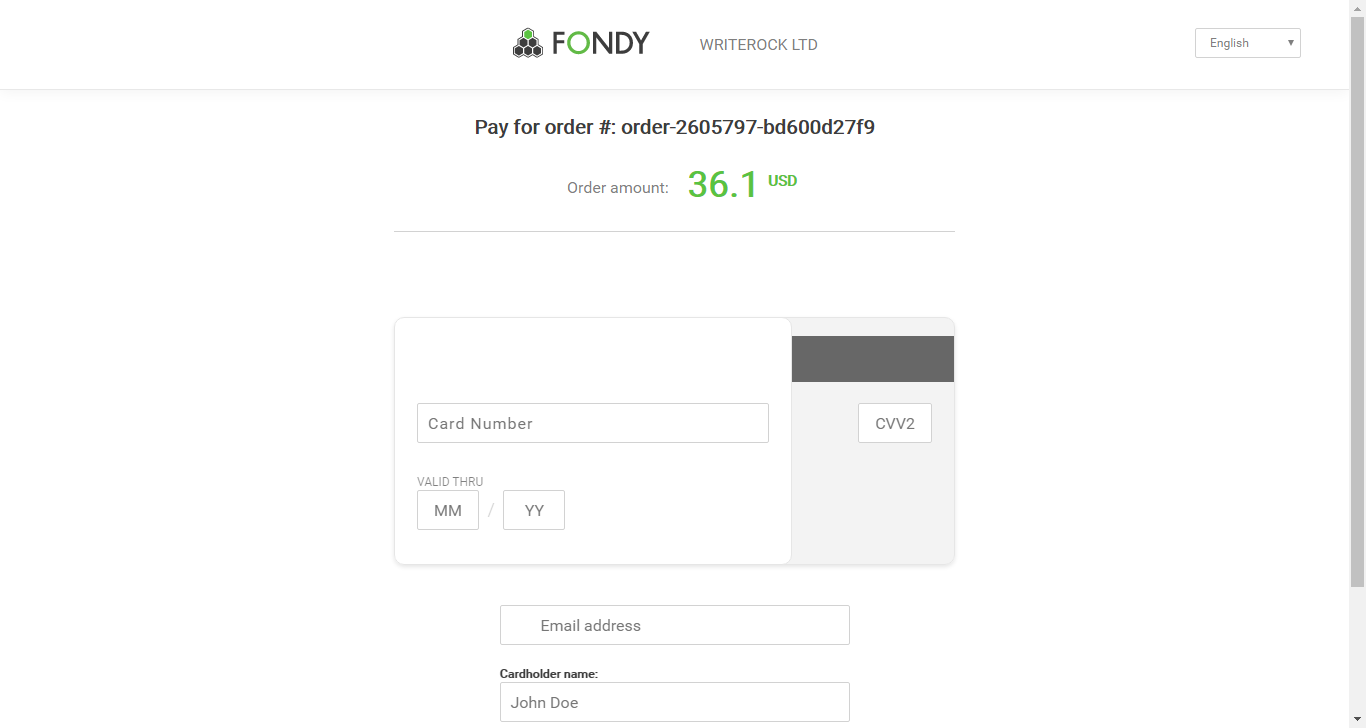 FONDY
WRITEROCK LTD
English
Pay for order #: order-2605797-bd600d27f9
Order amount: 36.1 USD
Card Number
CVV2
VALID THRU
MM / YY
Email address
Cardholder name:
John Doe